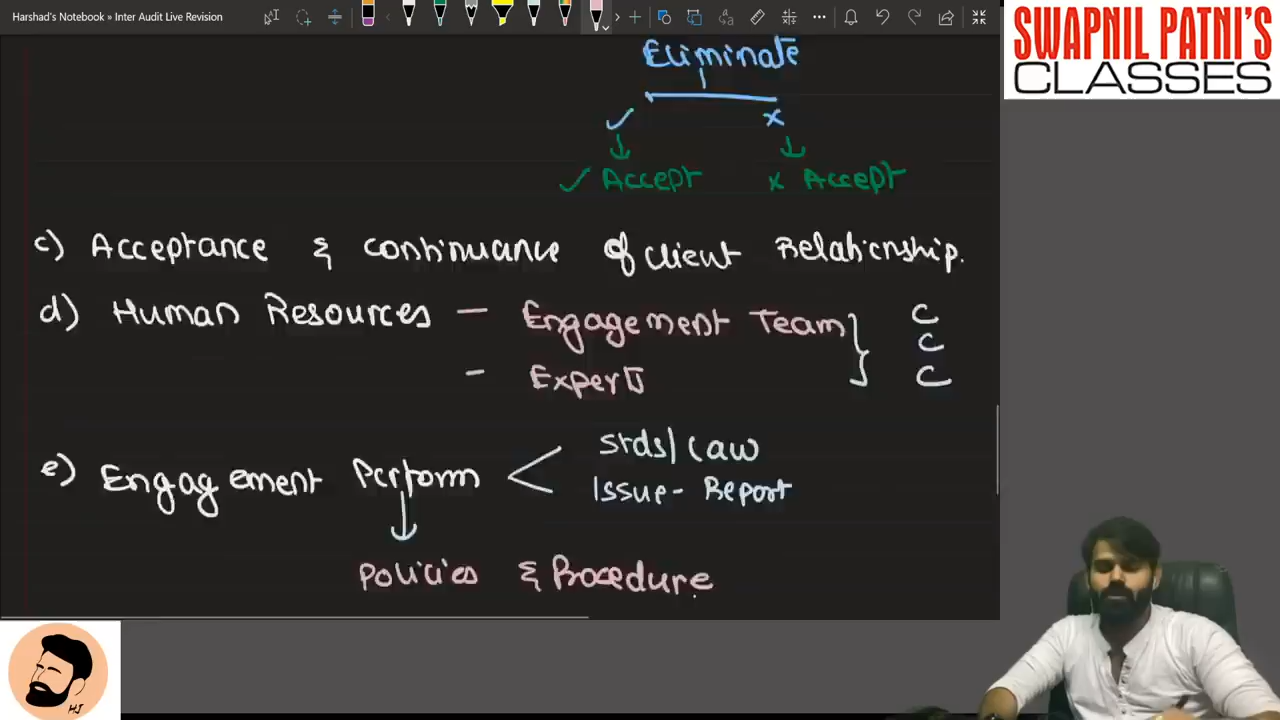 Harshad's Notebook » Inter Audit Live Revision
SWAPNIL PATNI'S
CLASSES
Eliminate
✓ x
✓ Accept x Accept
c) Acceptance & continuance of client Relationship.
d) Human Resources - Engagement Team } C
C
- Expert C
e) Engagement Perform < Stds/Law
Issue - Report
Policies & Procedure
HJ